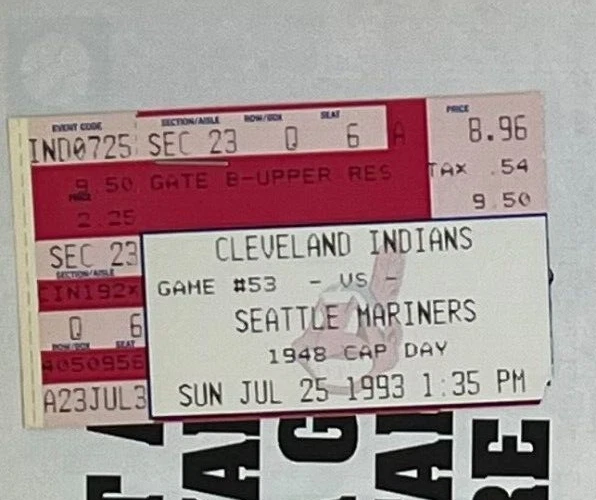 EVENT CODE SECTION/AISLE ROW/BOX SEAT PRICE
IND0725 SEC 23 Q 6 A 8.96
9.50 GATE B-UPPER RES TAX .54
PRICE
2.25 9.50
SEC 23 CLEVELAND INDIANS
SECTION/AISLE
CIN192X GAME #53 - VS -
Q 6 SEATTLE MARINERS
ROW/BOX SEAT
A050956 1948 CAP DAY
A23JUL3 SUN JUL 25 1993 1:35 PM